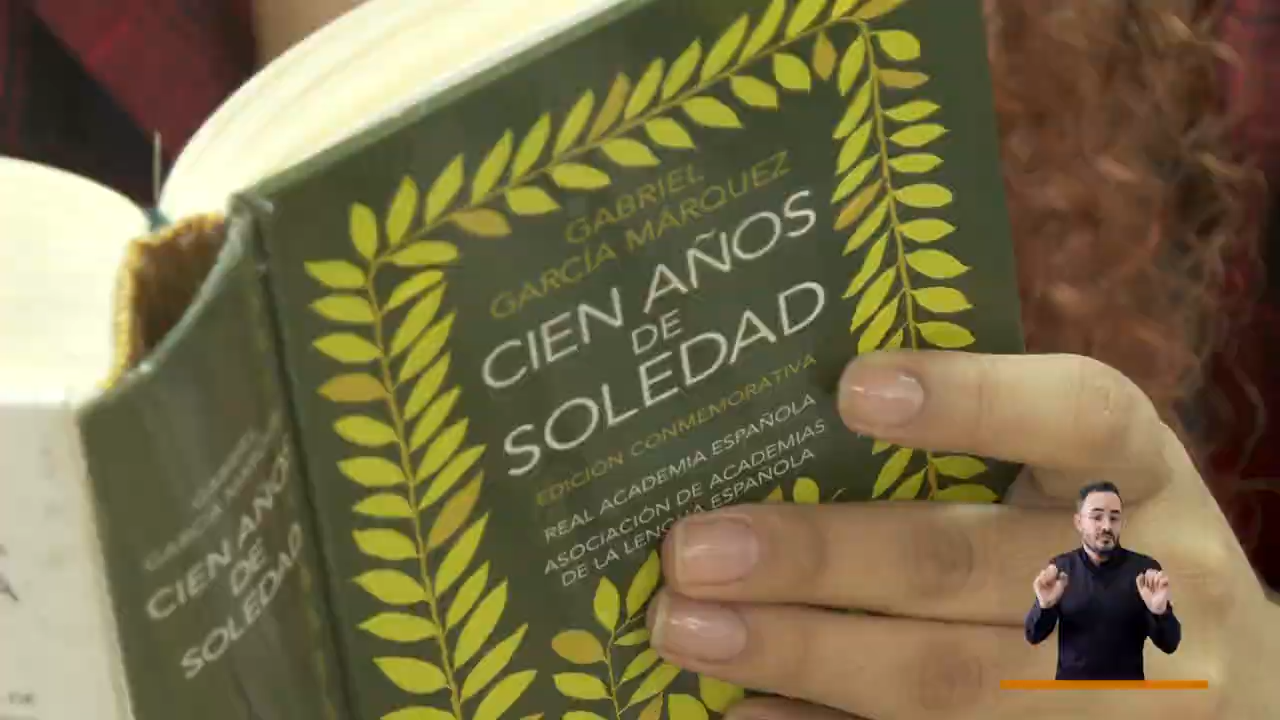 GABRIEL
GARCÍA MÁRQUEZ
CIEN AÑOS
DE
SOLEDAD
EDICIÓN CONMEMORATIVA
REAL ACADEMIA ESPAÑOLA
ASOCIACIÓN DE ACADEMIAS
DE LA LENGUA ESPAÑOLA
CIEN AÑOS
DE
SOLEDAD